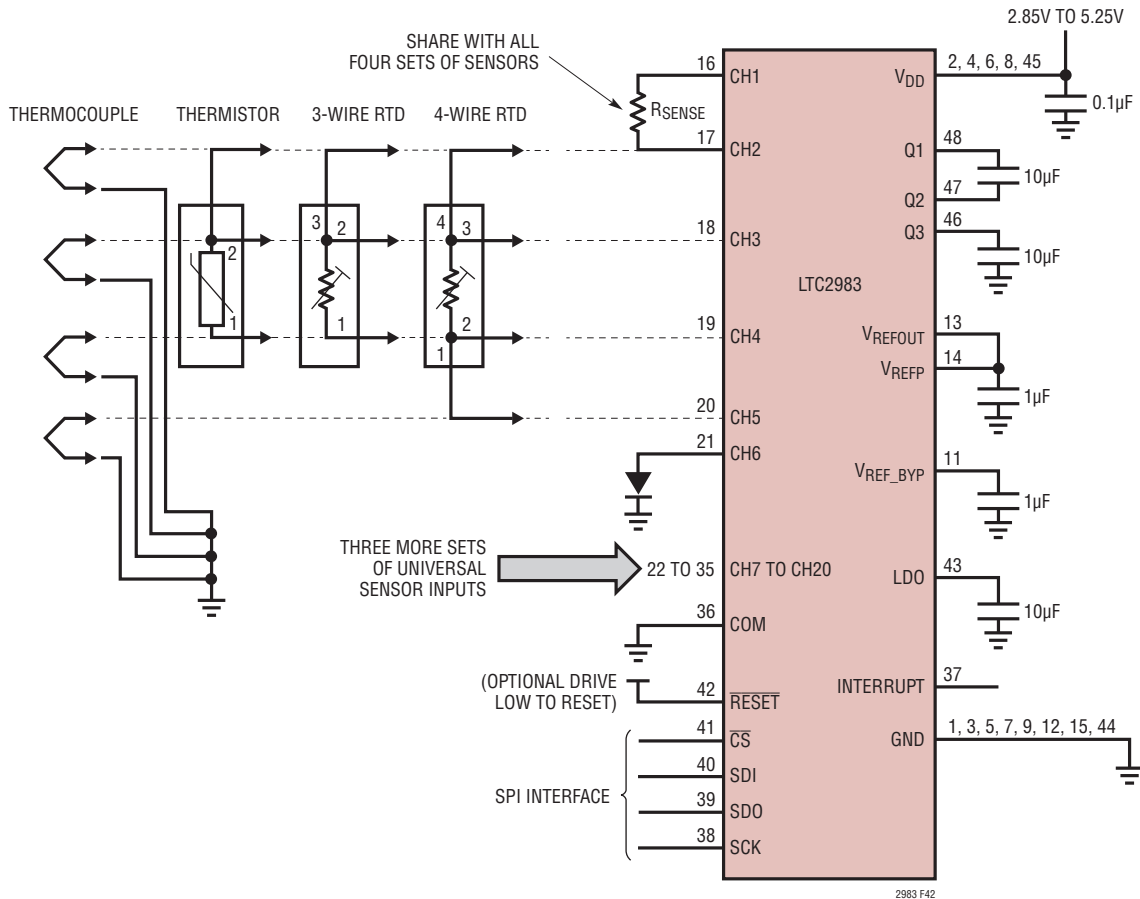 2.85V TO 5.25V
SHARE WITH ALL
FOUR SETS OF SENSORS
16
CH1
VDD
2, 4, 6, 8, 45
0.1µF
THERMOCOUPLE
THERMISTOR
3-WIRE RTD
4-WIRE RTD
RSENSE
17
CH2
Q1
48
10µF
Q2
47
3
2
4
3
2
18
CH3
Q3
46
10µF
LTC2983
1
1
2
1
19
CH4
VREFOUT
13
VREFP
14
1µF
20
CH5
21
CH6
VREF_BYP
11
1µF
THREE MORE SETS
OF UNIVERSAL
SENSOR INPUTS
22 TO 35
CH7 TO CH20
LDO
43
10µF
36
COM
(OPTIONAL DRIVE
LOW TO RESET)
42
RESET
INTERRUPT
37
41
CS
GND
1, 3, 5, 7, 9, 12, 15, 44
40
SDI
SPI INTERFACE
39
SDO
38
SCK
2983 F42